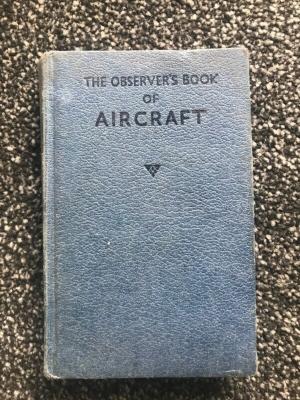 THE OBSERVER'S BOOK
OF
AIRCRAFT